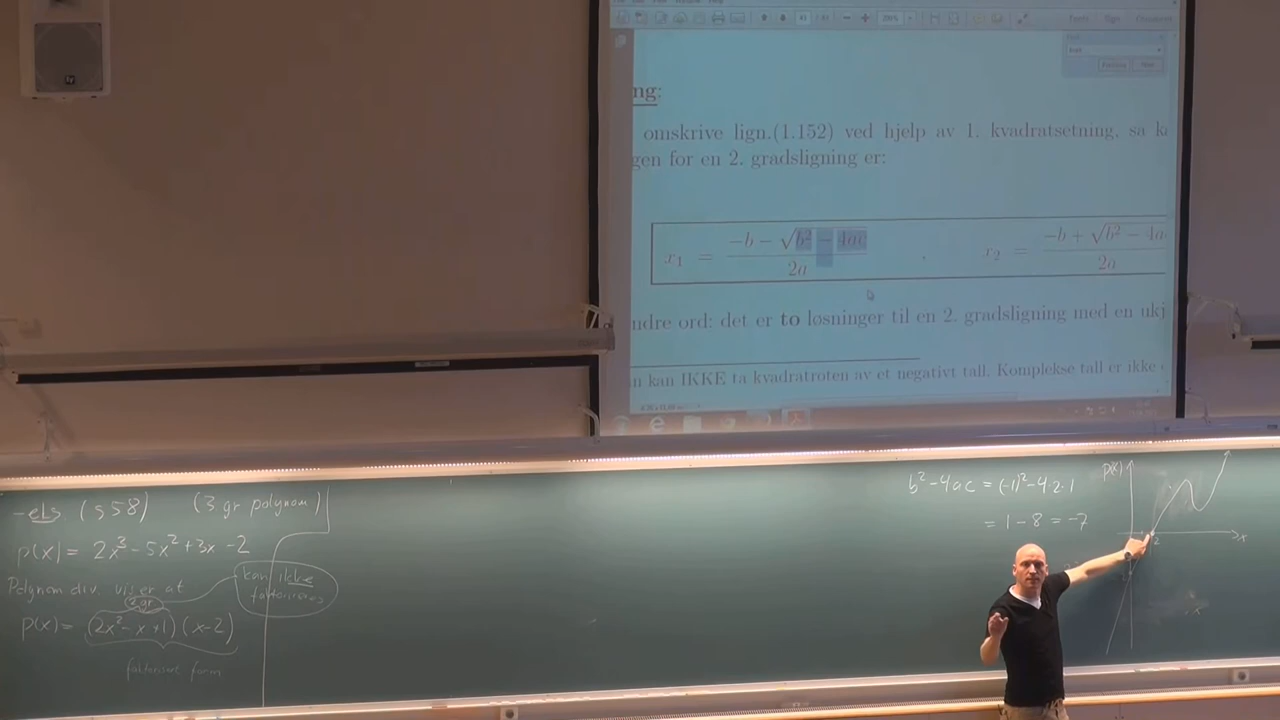 ng:
omskrive lign.(1.152) ved hjelp av 1. kvadratsetning, så
gen for en 2. gradsligning er:
x₁ = (-b - √(b² - 4ac)) / 2a , x₂ = (-b + √(b² - 4a / 2a
ndre ord: det er to løsninger til en 2. gradsligning med en ukj
n kan IKKE ta kvadratroten av et negativt tall. Komplekse tall er ikke
-eks (s 58) (3 gr polynom)
p(x) = 2x³ - 5x² + 3x - 2
Polynom div. viser at
2 gr
kan ikke
faktoriseres
p(x) = (2x² - x + 1)(x - 2)
faktorisert form
b² - 4ac = (-1)² - 4·2·1
= 1 - 8 = -7
p(x)
2
x